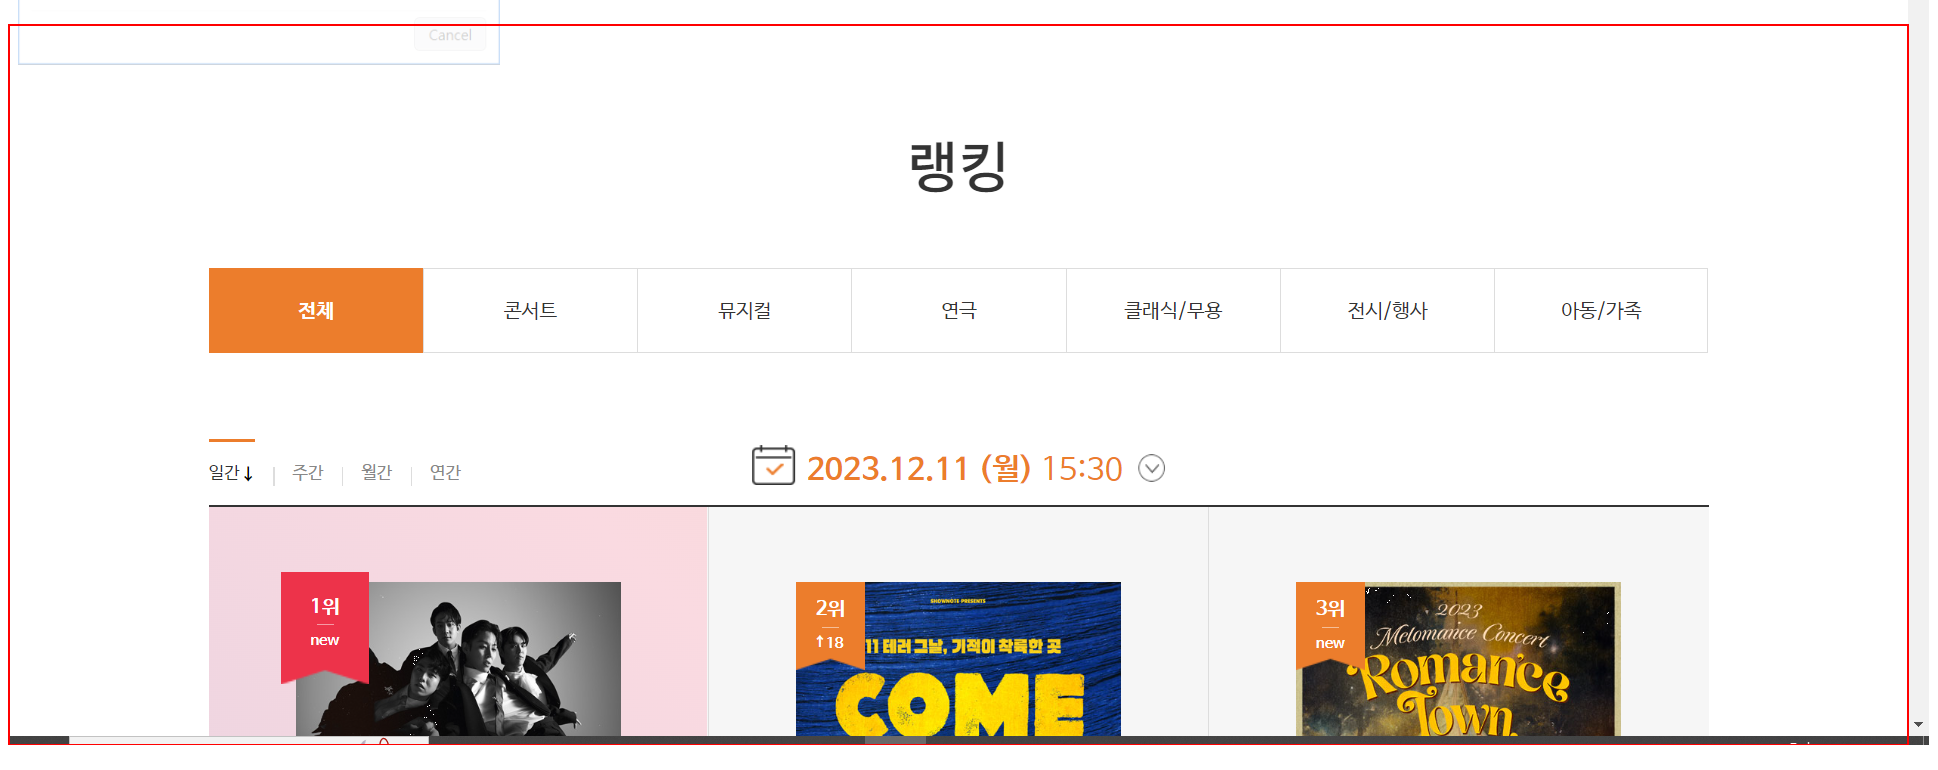 Cancel
랭킹
전체 콘서트 뮤지컬 연극 클래식/무용 전시/행사 아동/가족
일간↓ | 주간 | 월간 | 연간
2023.12.11 (월) 15:30
1위
new
2위
↑18
SHOWNOTE PRESENTS
11 테러 그날, 기적이 착륙한 곳
COME
3위
new
2023
Melomance Concert
Romance
Town